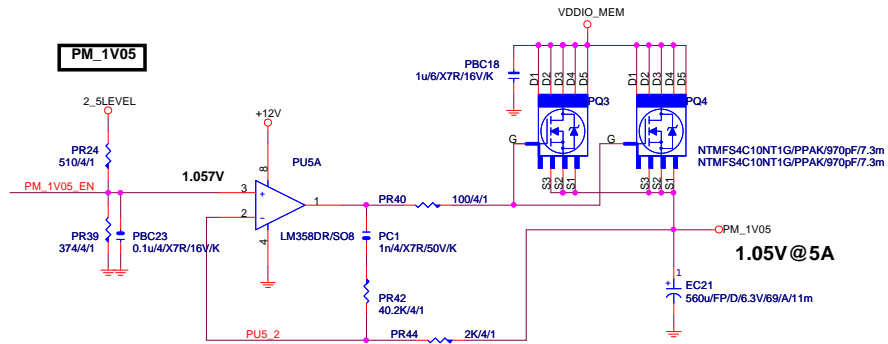 VDDIO_MEM
PM_1V05
PBC18
1u/6/X7R/16V/K
D1 D2 D3 D4 D5
D1 D2 D3 D4 D5
2_5LEVEL
+12V
PQ3
PQ4
PR24
510/4/1
G
G
NTMFS4C10NT1G/PPAK/970pF/7.3m
NTMFS4C10NT1G/PPAK/970pF/7.3m
8
PU5A
S3 S2 S1
S3 S2 S1
PM_1V05_EN
1.057V
3
+
1
PR40
100/4/1
2
-
PR39
374/4/1
PBC23
0.1u/4/X7R/16V/K
4
LM358DR/SO8
PC1
1n/4/X7R/50V/K
PM_1V05
1.05V@5A
1
EC21
560u/FP/D/6.3V/69/A/11m
+
PR42
40.2K/4/1
PU5_2
PR44
2K/4/1